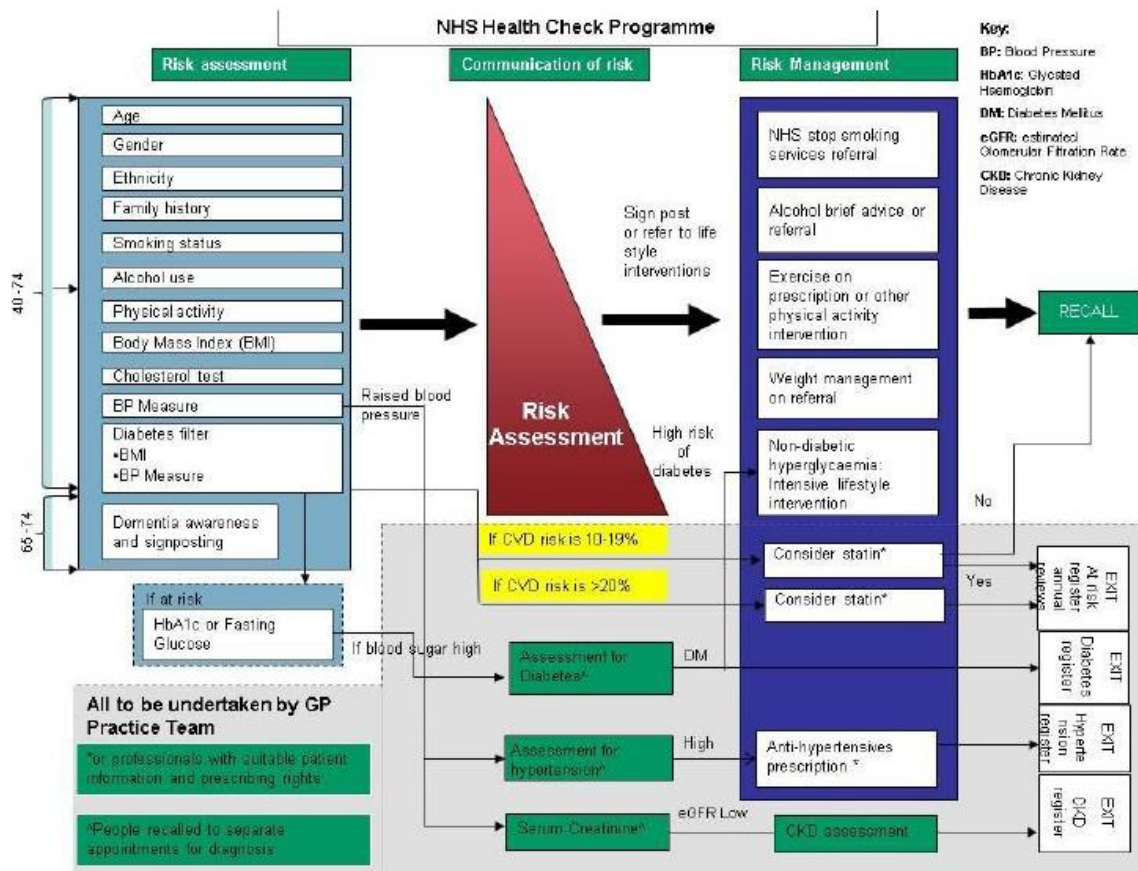 NHS Health Check Programme
Risk assessment
Communication of risk
Risk Management
Key:
BP: Blood Pressure
HbA1c: Glycated
Haemoglobin
DM: Diabetes Mellitus
eGFR: estimated
Glomerular Filtration Rate
CKD: Chronic Kidney
Disease
40-74
65-74
Age
Gender
Ethnicity
Family history
Smoking status
Alcohol use
Physical activity
Body Mass Index (BMI)
Cholesterol test
BP Measure
Diabetes filter
▪BMI
▪BP Measure
Dementia awareness
and signposting
If at risk
HbA1c or Fasting
Glucose
Raised blood
pressure
If blood sugar high
Risk
Assessment
Sign post
or refer to life
style
interventions
High risk
of
diabetes
If CVD risk is 10-19%
If CVD risk is >20%
Assessment for
Diabetes^
DM
Assessment for
hypertension^
High
Serum Creatinine^
eGFR Low
NHS stop smoking
services referral
Alcohol brief advice or
referral
Exercise on
prescription or other
physical activity
intervention
Weight management
on referral
Non-diabetic
hyperglycaemia:
Intensive lifestyle
intervention
Consider statin*
Consider statin*
Anti-hypertensives
prescription *
CKD assessment
RECALL
No
Yes
EXIT
At risk
register
annual
reviews
EXIT
Diabetes
register
EXIT
Hyperte
nsion
register
EXIT
CKD
register
All to be undertaken by GP
Practice Team
*or professionals with suitable patient
information and prescribing rights
^People recalled to separate
appointments for diagnosis